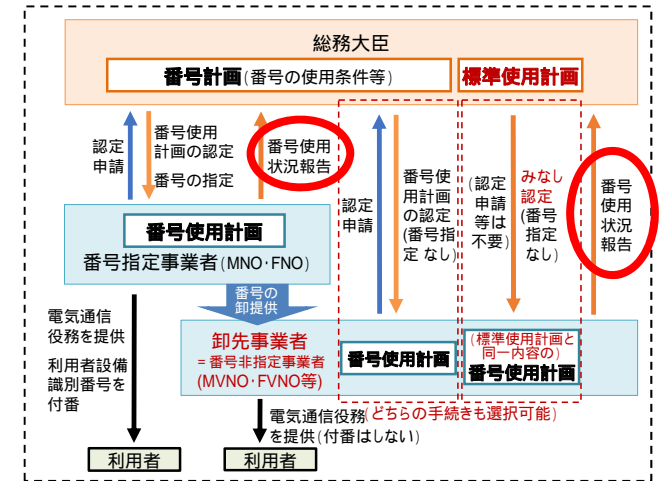 総務大臣
番号計画(番号の使用条件等)
標準使用計画
認定
申請
番号使用
計画の認定
番号の指定
番号使用
状況報告
認定
申請
番号使
用計画
の認定
(番号指
定 なし)
(認定
申請
等は
不要)
みなし
認定
(番号
指定
なし)
番号
使用
状況
報告
番号使用計画
番号指定事業者(MNO･FNO)
番号の
卸提供
電気通信
役務を提供
利用者設備
識別番号を
付番
卸先事業者
= 番号非指定事業者
(MVNO･FVNO等)
番号使用計画
(標準使用計画と
同一内容の)
番号使用計画
電気通信役務(どちらの手続きも選択可能)
を提供(付番はしない)
利用者
利用者